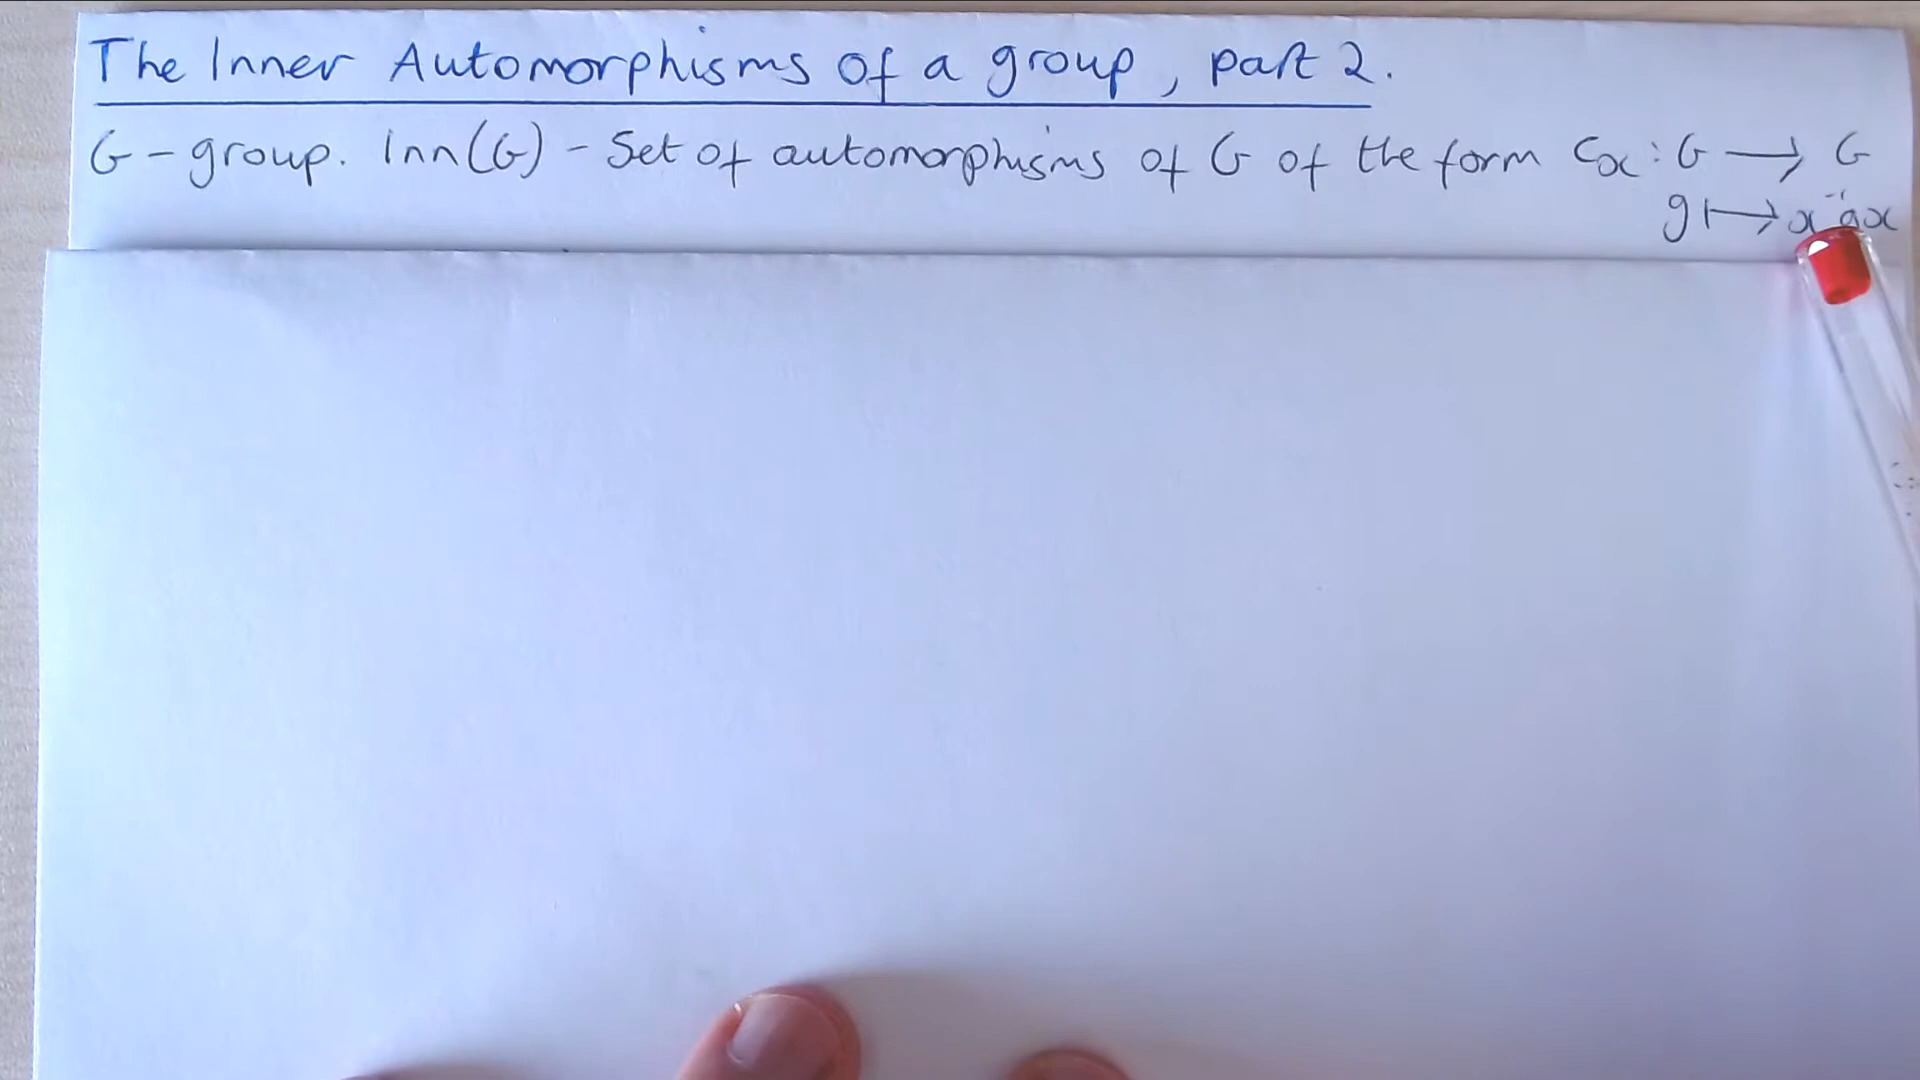 The Inner Automorphisms of a group, part 2.
G - group. Inn(G) - Set of automorphisms of G of the form Cx: G ⟶ G
g ⟼ x⁻¹gx